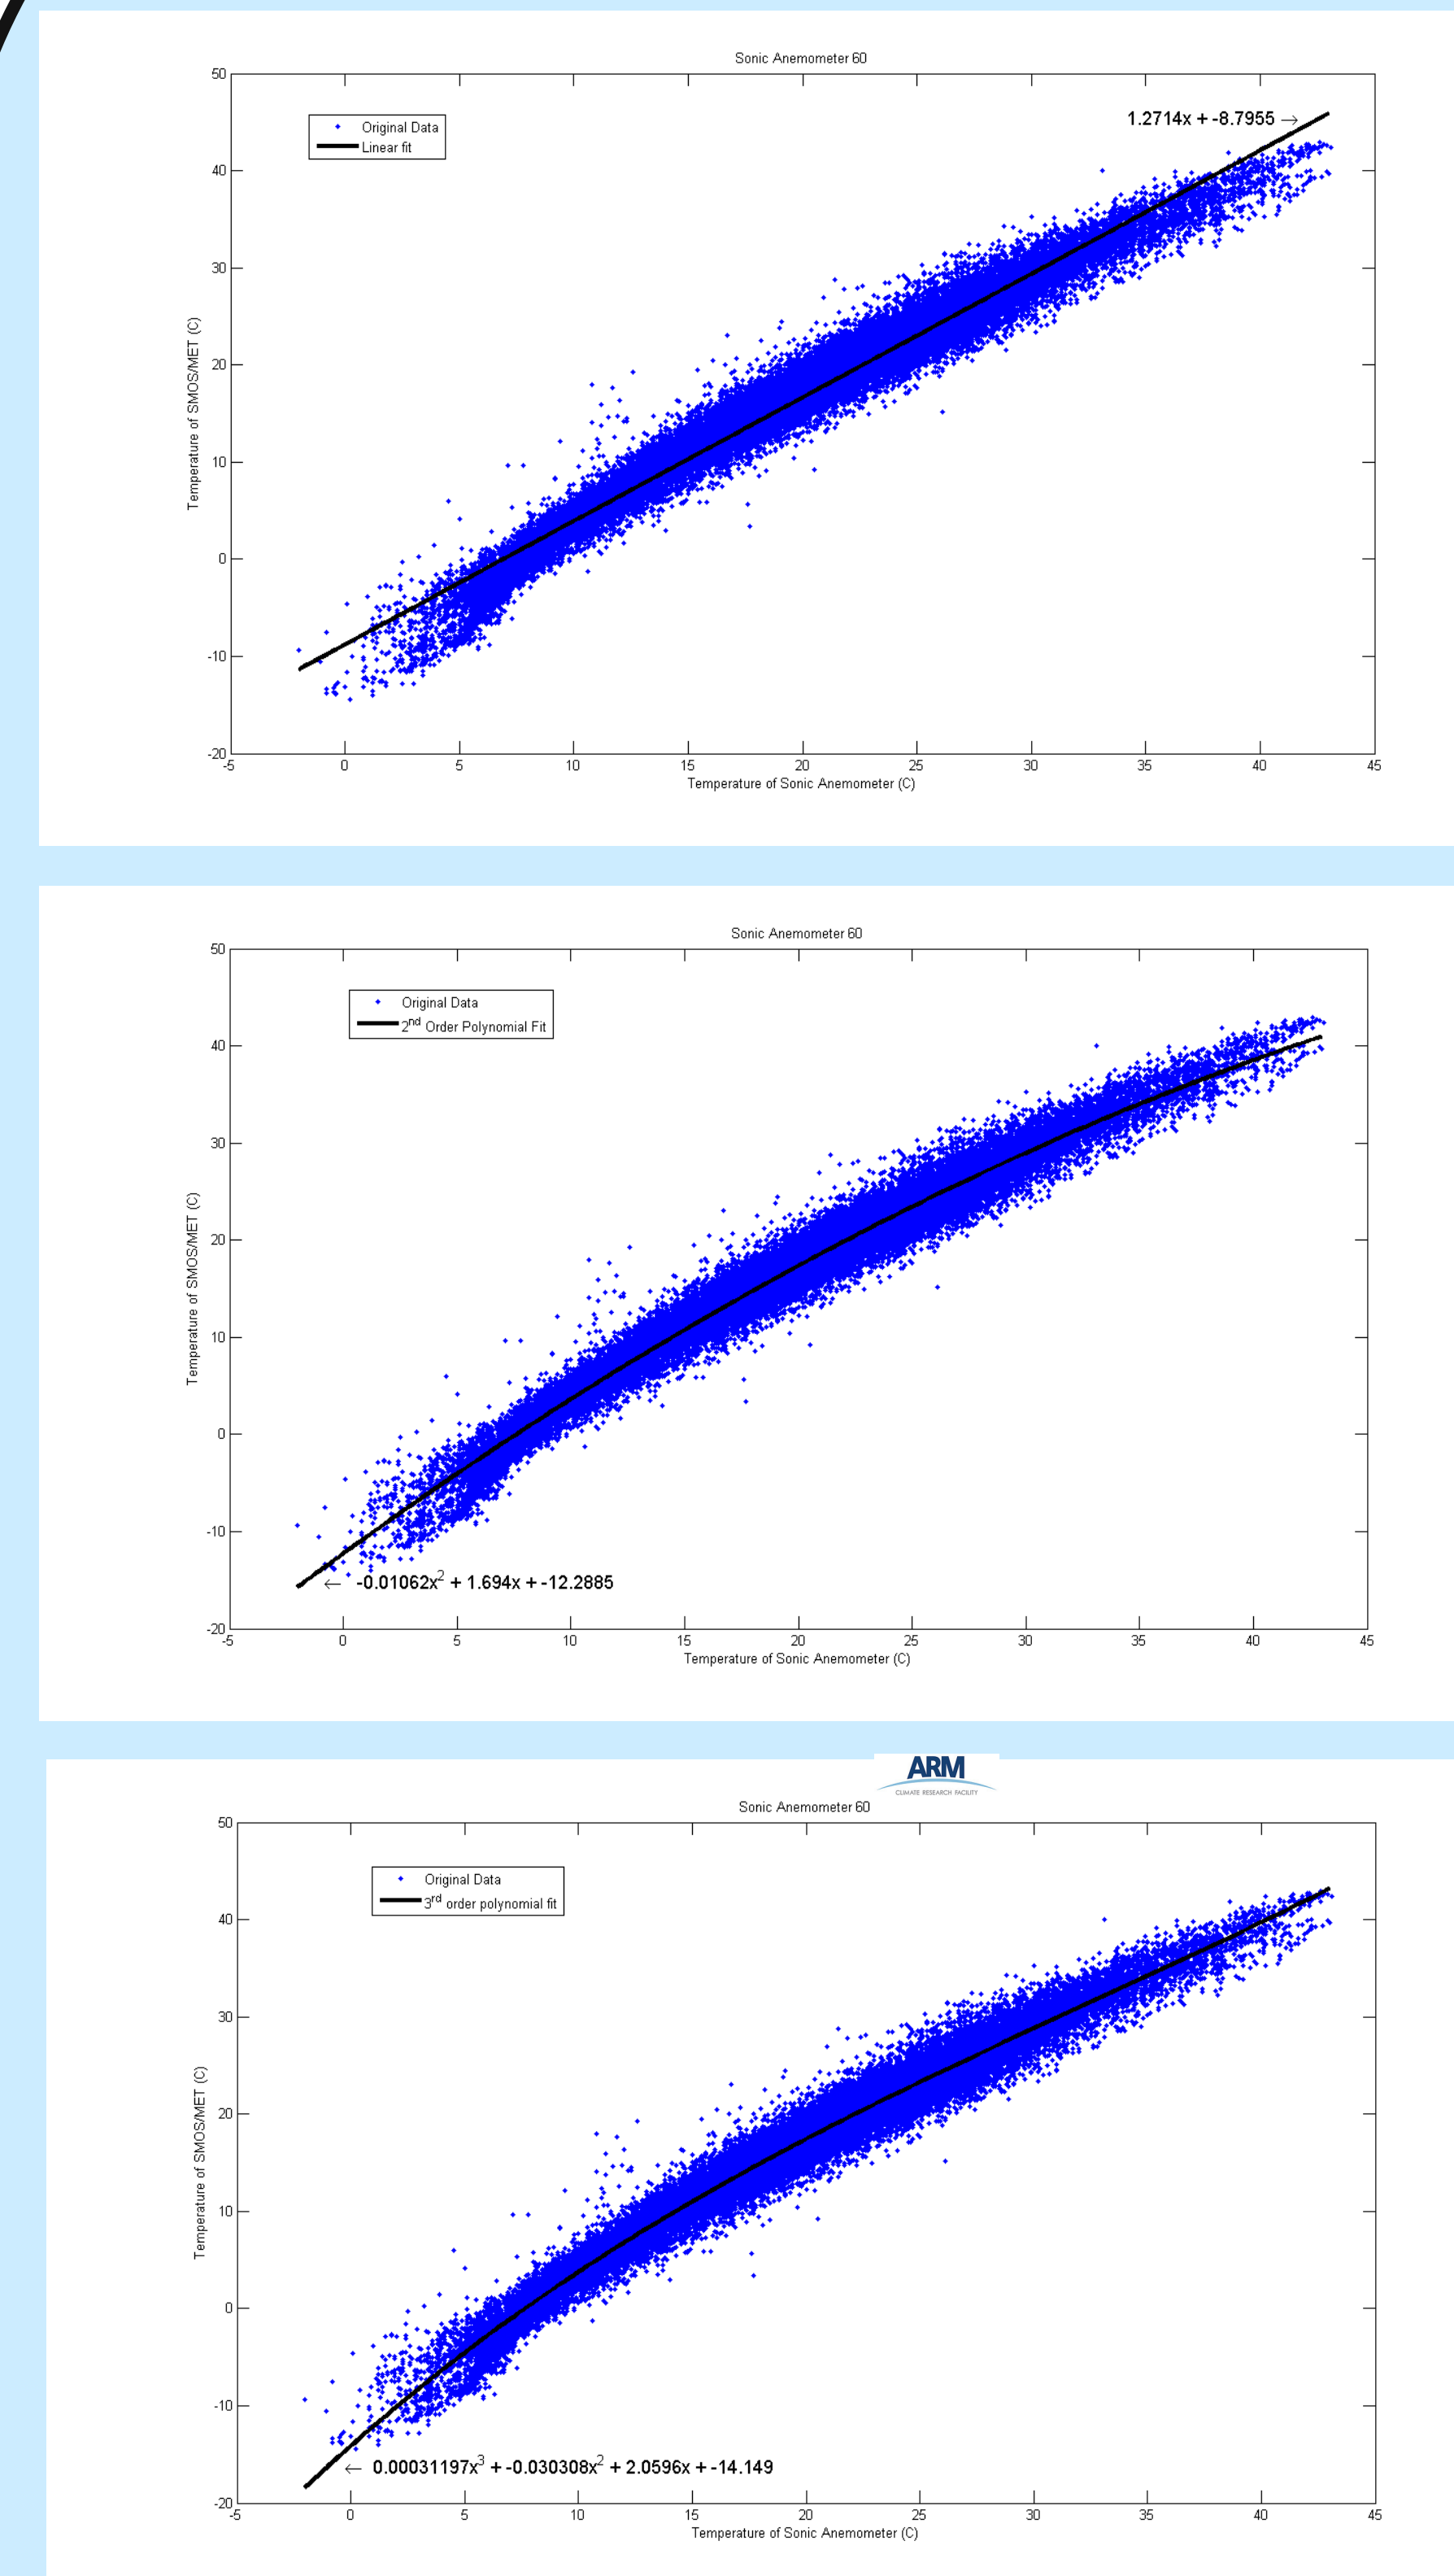 Sonic Anemometer 60
50
40
30
20
10
0
-10
-20
Original Data
Linear fit
1.2714x + -8.7955 →
Temperature of SMOS/MET (C)
-5 0 5 10 15 20 25 30 35 40 45
Temperature of Sonic Anemometer (C)
Sonic Anemometer 60
50
40
30
20
10
0
-10
-20
Original Data
2nd Order Polynomial Fit
← -0.01062x² + 1.694x + -12.2885
Temperature of SMOS/MET (C)
-5 0 5 10 15 20 25 30 35 40 45
Temperature of Sonic Anemometer (C)
ARM
CLIMATE RESEARCH FACILITY
Sonic Anemometer 60
50
40
30
20
10
0
-10
-20
Original Data
3rd order polynomial fit
← 0.00031197x³ + -0.030308x² + 2.0596x + -14.149
Temperature of SMOS/MET (C)
-5 0 5 10 15 20 25 30 35 40 45
Temperature of Sonic Anemometer (C)